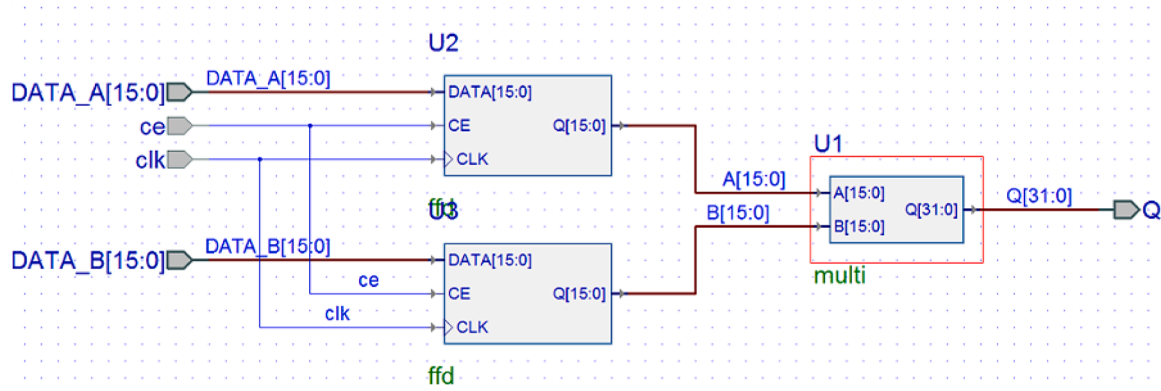 U2
DATA_A[15:0]
DATA_A[15:0]
DATA[15:0]
ce
CE
Q[15:0]
clk
CLK
ffd
U1
A[15:0]
A[15:0]
Q[31:0]
Q[31:0]
Q
B[15:0]
B[15:0]
multi
U3
DATA_B[15:0]
DATA_B[15:0]
DATA[15:0]
ce
CE
Q[15:0]
clk
CLK
ffd